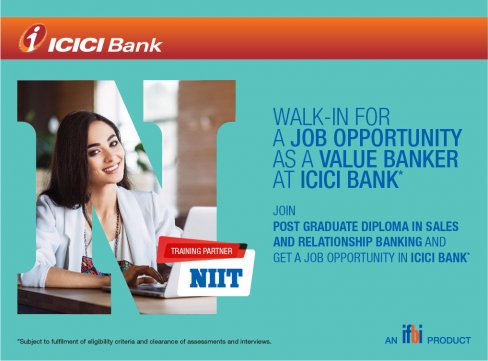 ICICI Bank
WALK-IN FOR
A JOB OPPORTUNITY
AS A VALUE BANKER
AT ICICI BANK*
JOIN
POST GRADUATE DIPLOMA IN SALES
AND RELATIONSHIP BANKING AND
GET A JOB OPPORTUNITY IN ICICI BANK*
TRAINING PARTNER
NIIT
*Subject to fulfilment of eligibility criteria and clearance of assessments and interviews.
AN ifbi PRODUCT